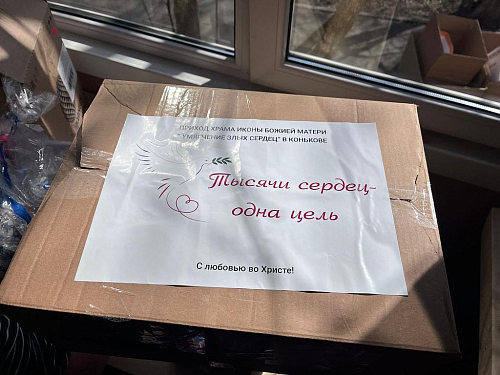 ПРИХОД ХРАМА ИКОНЫ БОЖИЕЙ МАТЕРИ
"УМЯГЧЕНИЕ ЗЛЫХ СЕРДЕЦ" В КОНЬКОВЕ
Тысячи сердец-
одна цель
С любовью во Христе!